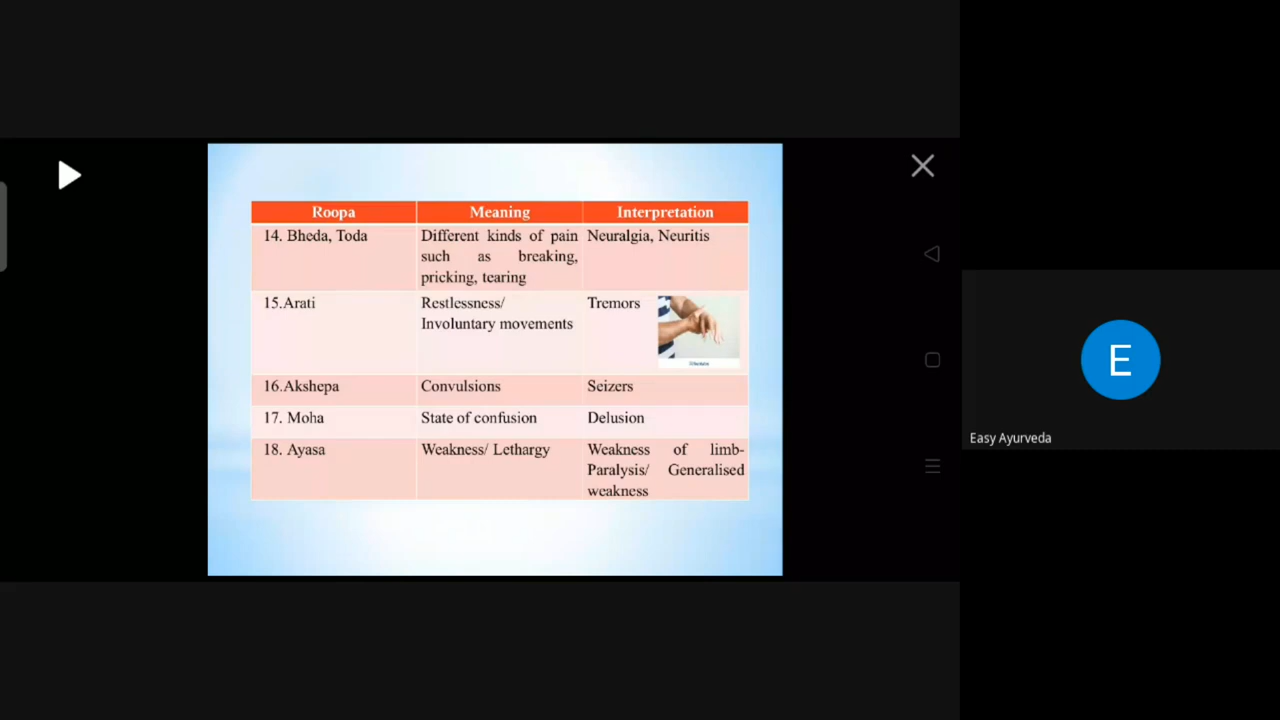 Roopa Meaning Interpretation
14. Bheda, Toda Different kinds of pain Neuralgia, Neuritis
such as breaking,
pricking, tearing
15.Arati Restlessness/ Tremors
Involuntary movements
16.Akshepa Convulsions Seizers
17. Moha State of confusion Delusion
18. Ayasa Weakness/ Lethargy Weakness of limb-
Paralysis/ Generalised
weakness
E
Easy Ayurveda